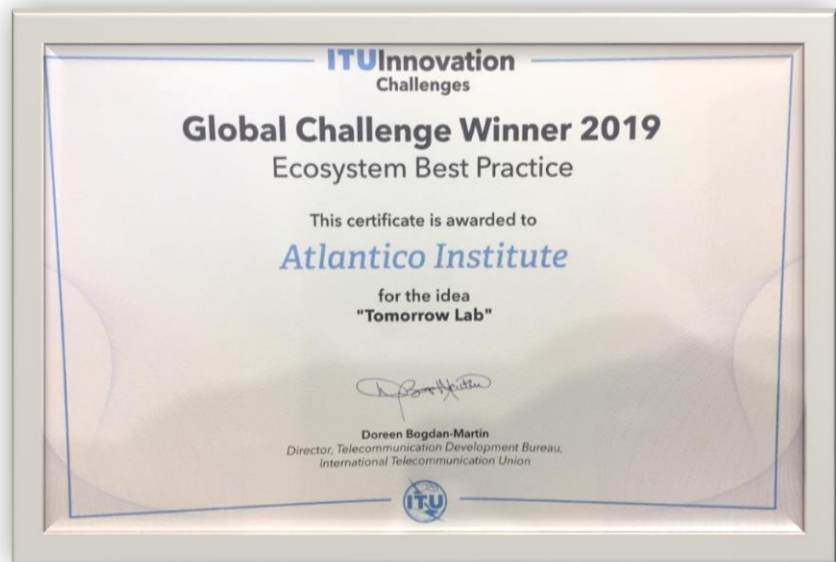 ITUInnovation
Challenges
Global Challenge Winner 2019
Ecosystem Best Practice
This certificate is awarded to
Atlantico Institute
for the idea
"Tomorrow Lab"
Doreen Bogdan-Martin
Director, Telecommunication Development Bureau,
International Telecommunication Union
ITU